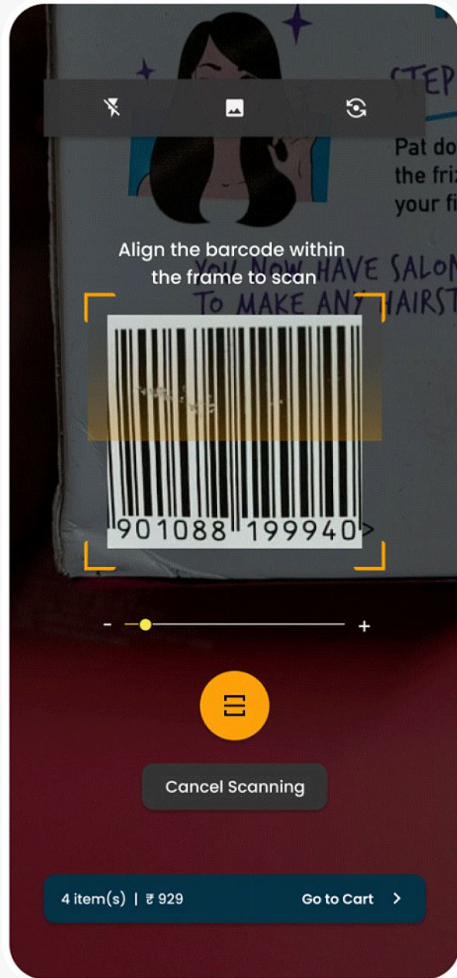 STEP
Pat do
the friz
your fi
Align the barcode within
the frame to scan
YOU NOW HAVE SALON
TO MAKE ANY HAIRST
901088 199940>
- +
Cancel Scanning
4 item(s) | ₹ 929 Go to Cart >